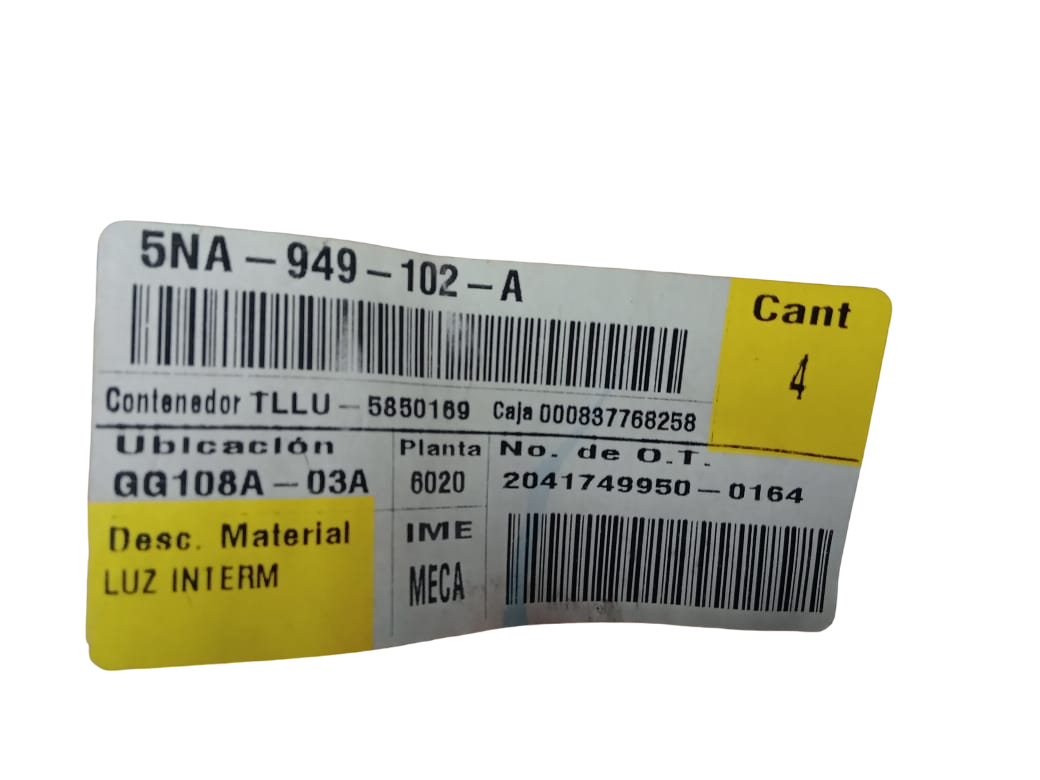 5NA-949-102-A
Cant
4
Contenedor TLLU-5850169 Caja 000837768258
Ubicación
GG108A-03A
Planta
6020
No. de O.T.
2041749950-0164
Desc. Material
LUZ INTERM
IME
MECA